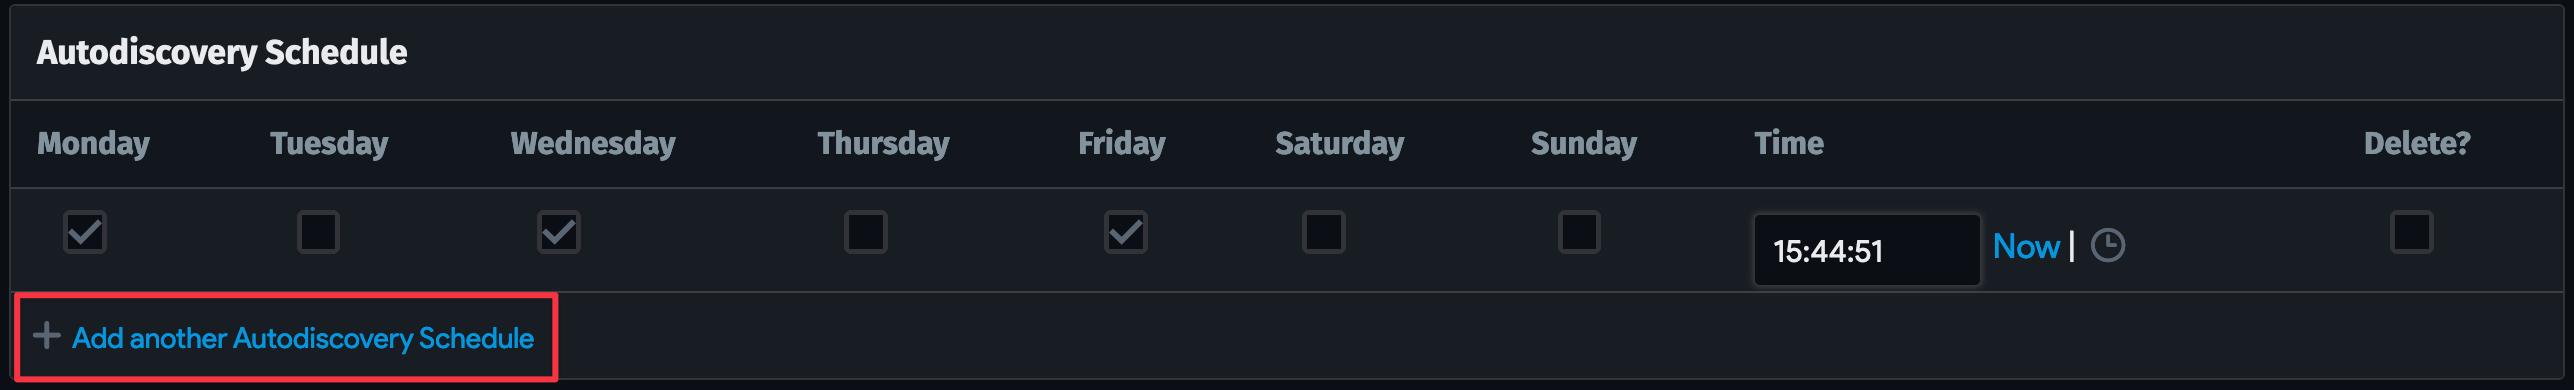 Autodiscovery Schedule
Monday Tuesday Wednesday Thursday Friday Saturday Sunday Time Delete?
15:44:51 Now |
Add another Autodiscovery Schedule